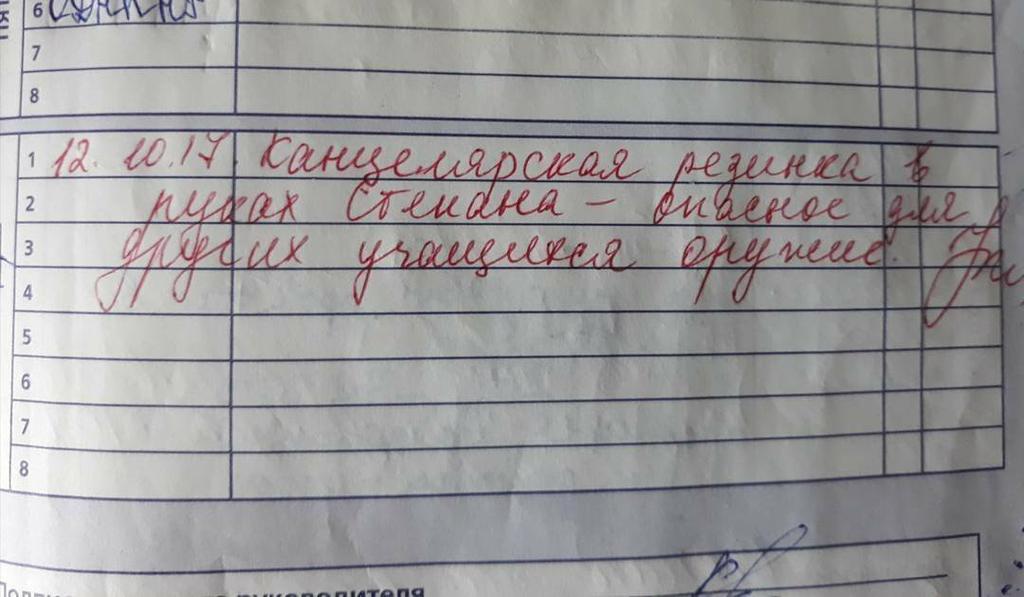 6
7
8
1 12.10.17. Канцелярская резинка в
2 руках Степана – опасное для
3 других учащихся оружие.
4
5
6
7
8
руководителя